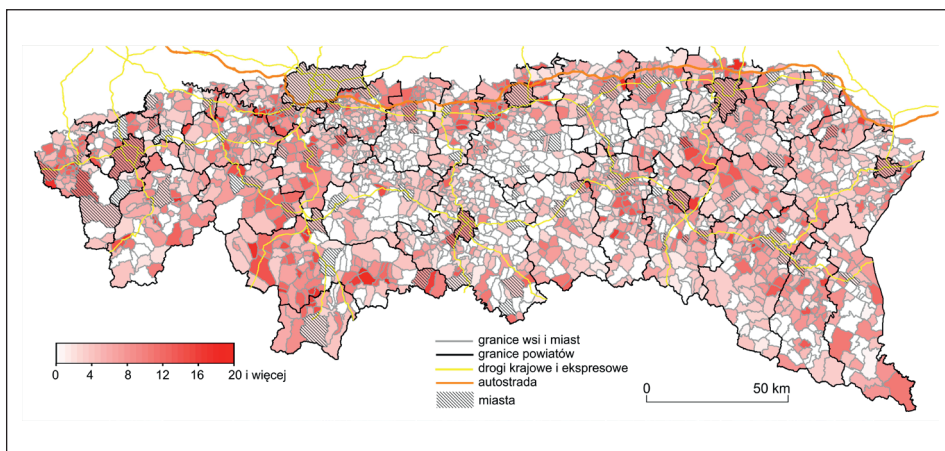 granice wsi i miast
granice powiatów
drogi krajowe i ekspresowe
autostrada
miasta
0 4 8 12 16 20 i więcej
0 50 km